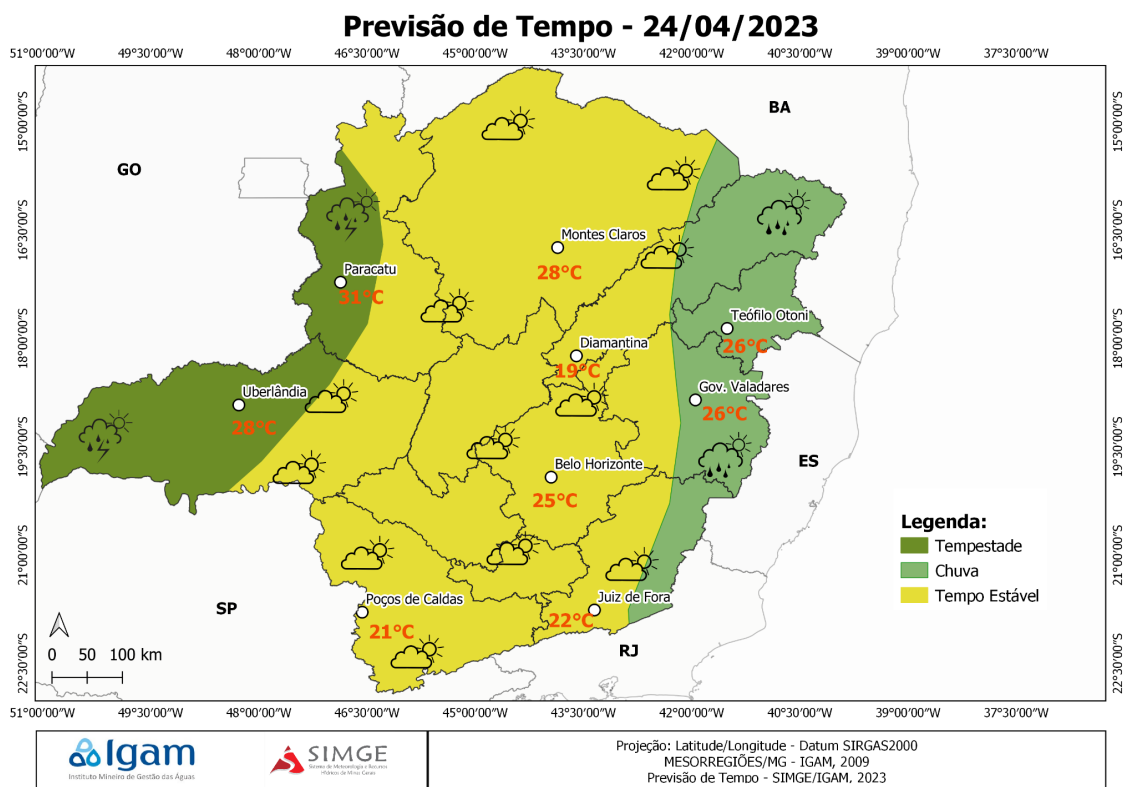 Previsão de Tempo - 24/04/2023
51°00'00"W 49°30'00"W 48°00'00"W 46°30'00"W 45°00'00"W 43°30'00"W 42°00'00"W 40°30'00"W 39°00'00"W 37°30'00"W
15°00'00"S
16°30'00"S
18°00'00"S
19°30'00"S
21°00'00"S
22°30'00"S
15°00'00"S
16°30'00"S
18°00'00"S
19°30'00"S
21°00'00"S
22°30'00"S
BA
GO
Montes Claros
28°C
Paracatu
31°C
Teófilo Otoni
26°C
Diamantina
19°C
Uberlândia
28°C
Gov. Valadares
26°C
Belo Horizonte
25°C
ES
Legenda:
Tempestade
Chuva
Tempo Estável
SP
Poços de Caldas
21°C
Juiz de Fora
22°C
RJ
0 50 100 km
51°00'00"W 49°30'00"W 48°00'00"W 46°30'00"W 45°00'00"W 43°30'00"W 42°00'00"W 40°30'00"W 39°00'00"W 37°30'00"W
Igam
Instituto Mineiro de Gestão das Águas
SIMGE
Sistema de Meteorologia e Recursos
Hídricos de Minas Gerais
Projeção: Latitude/Longitude - Datum SIRGAS2000
MESORREGIÕES/MG - IGAM, 2009
Previsão de Tempo - SIMGE/IGAM, 2023